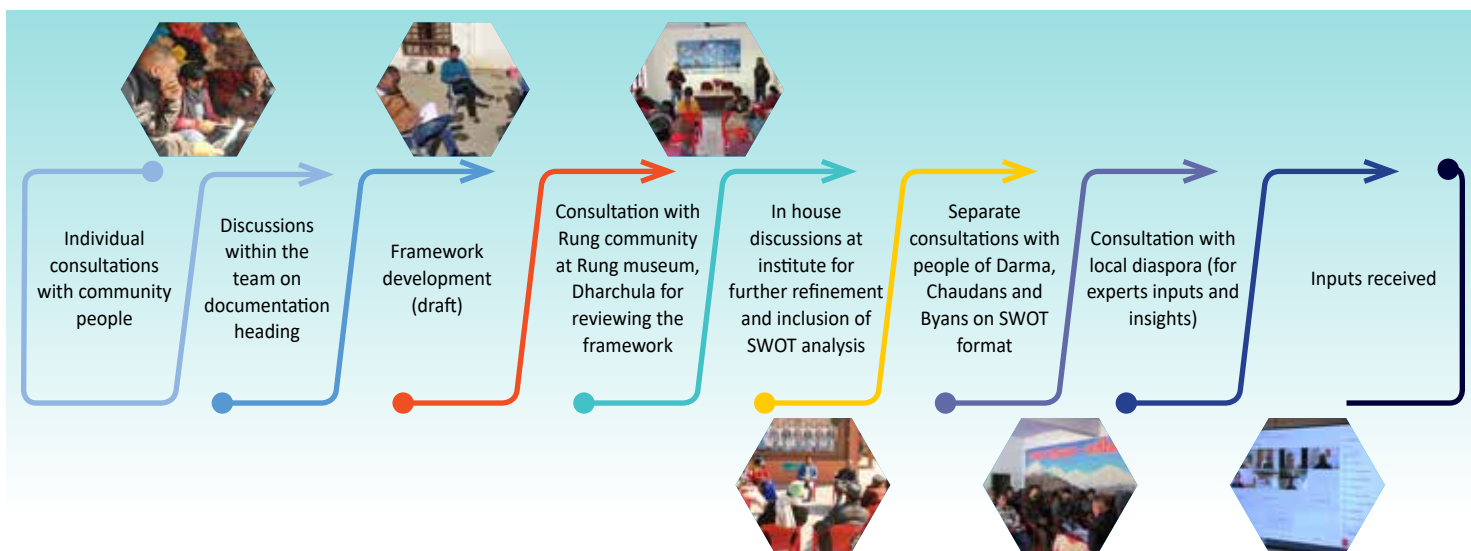 Individual
consultations
with community
people
Discussions
within the
team on
documentation
heading
Framework
development
(draft)
Consultation with
Rung community
at Rung museum,
Dharchula for
reviewing the
framework
In house
discussions at
institute for
further refinement
and inclusion of
SWOT analysis
Separate
consultations with
people of Darma,
Chaudans and
Byans on SWOT
format
Consultation with
local diaspora (for
experts inputs and
insights)
Inputs received